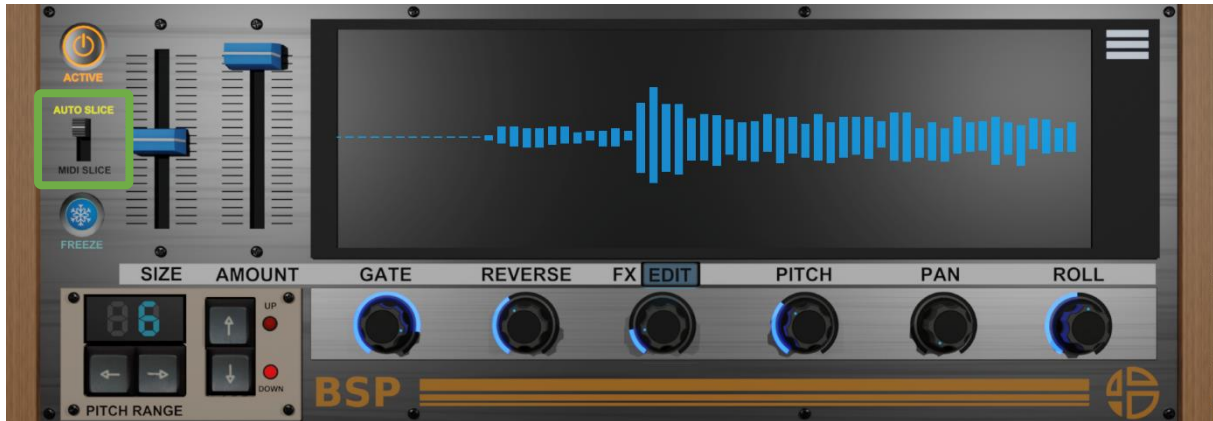 ACTIVE
AUTO SLICE
MIDI SLICE
FREEZE
SIZE AMOUNT GATE REVERSE FX EDIT PITCH PAN ROLL
6
UP
DOWN
PITCH RANGE
BSP